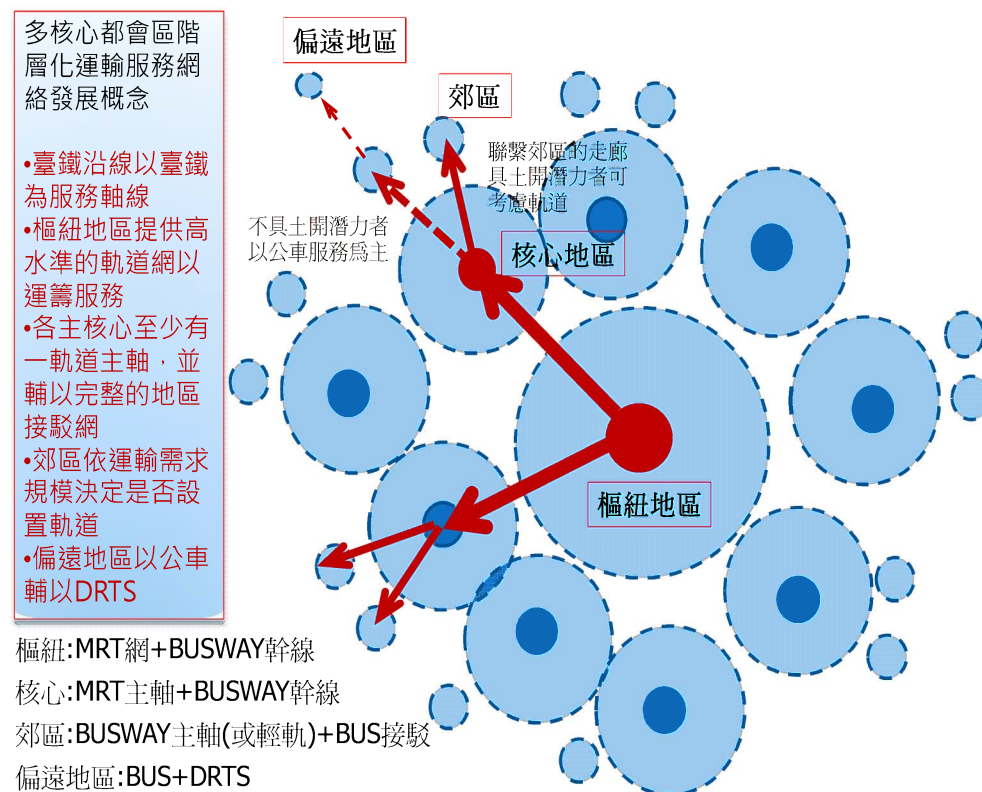 多核心都會區階
層化運輸服務網
絡發展概念
•臺鐵沿線以臺鐵
為服務軸線
•樞紐地區提供高
水準的軌道網以
運籌服務
•各主核心至少有
一軌道主軸，並
輔以完整的地區
接駁網
•郊區依運輸需求
規模決定是否設
置軌道
•偏遠地區以公車
輔以DRTS
偏遠地區
郊區
聯繫郊區的走廊
具土開潛力者可
考慮軌道
不具土開潛力者
以公車服務為主
核心地區
樞紐地區
樞紐:MRT網+BUSWAY幹線
核心:MRT主軸+BUSWAY幹線
郊區:BUSWAY主軸(或輕軌)+BUS接駁
偏遠地區:BUS+DRTS